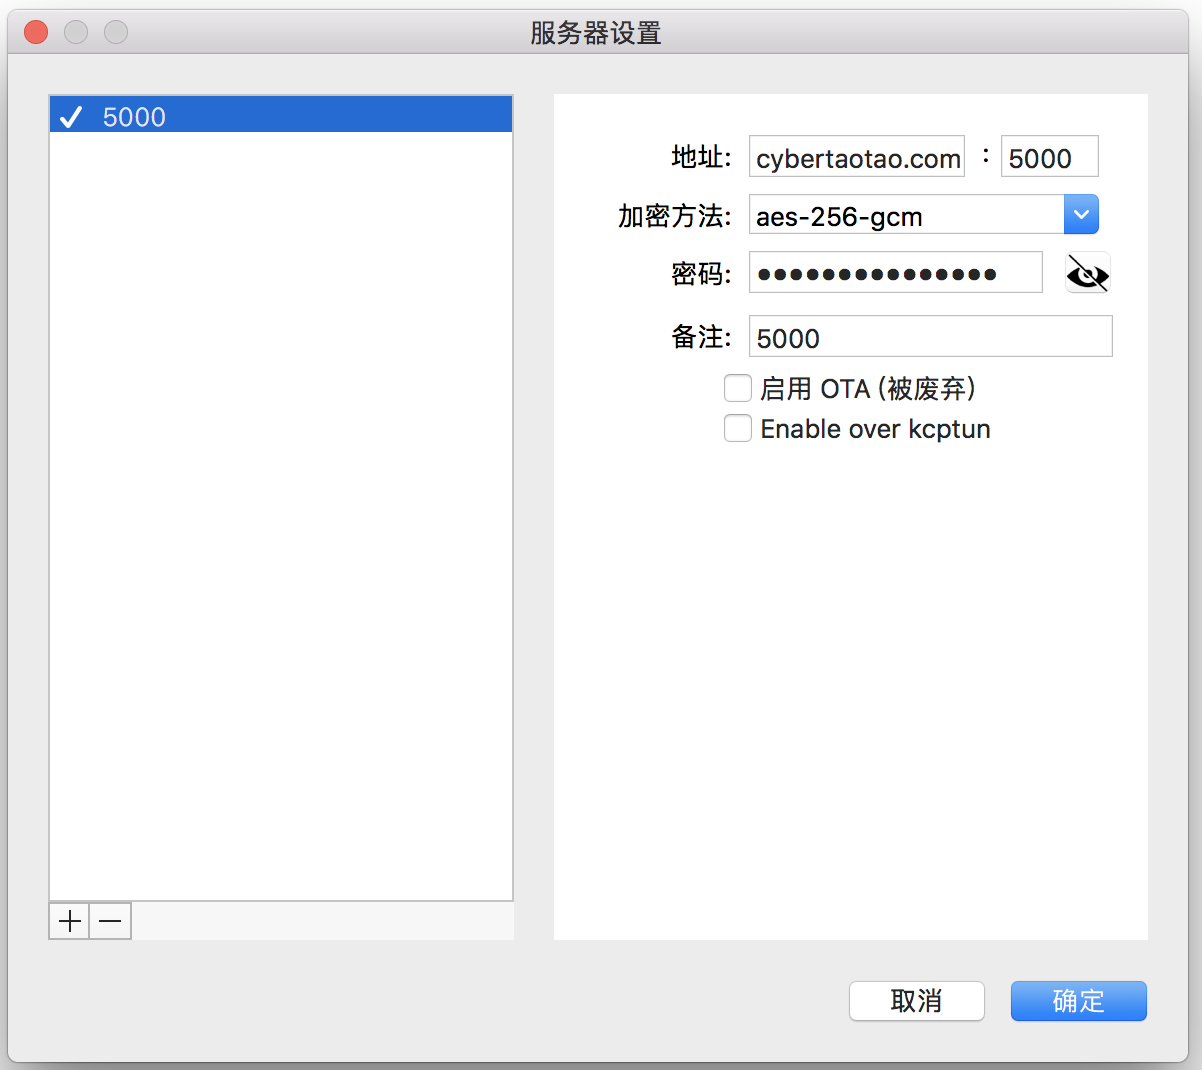 服务器设置
5000
地址: cybertaotao.com : 5000
加密方法: aes-256-gcm
密码: ●●●●●●●●●●●●●●●
备注: 5000
启用 OTA (被废弃)
Enable over kcptun
取消
确定